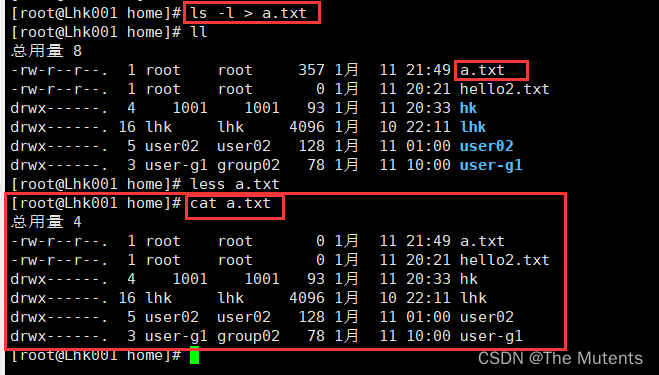 [root@Lhk001 home]# ls -l > a.txt
[root@Lhk001 home]# ll
总用量 8
-rw-r--r--. 1 root root 357 1月 11 21:49 a.txt
-rw-r--r--. 1 root root 0 1月 11 20:21 hello2.txt
drwx------. 4 1001 1001 93 1月 11 20:33 hk
drwx------. 16 lhk lhk 4096 1月 10 22:11 lhk
drwx------. 5 user02 user02 128 1月 11 01:00 user02
drwx------. 3 user-g1 group02 78 1月 11 10:00 user-g1
[root@Lhk001 home]# less a.txt
[root@Lhk001 home]# cat a.txt
总用量 4
-rw-r--r--. 1 root root 0 1月 11 21:49 a.txt
-rw-r--r--. 1 root root 0 1月 11 20:21 hello2.txt
drwx------. 4 1001 1001 93 1月 11 20:33 hk
drwx------. 16 lhk lhk 4096 1月 10 22:11 lhk
drwx------. 5 user02 user02 128 1月 11 01:00 user02
drwx------. 3 user-g1 group02 78 1月 11 10:00 user-g1
[root@Lhk001 home]#
CSDN @The Mutents